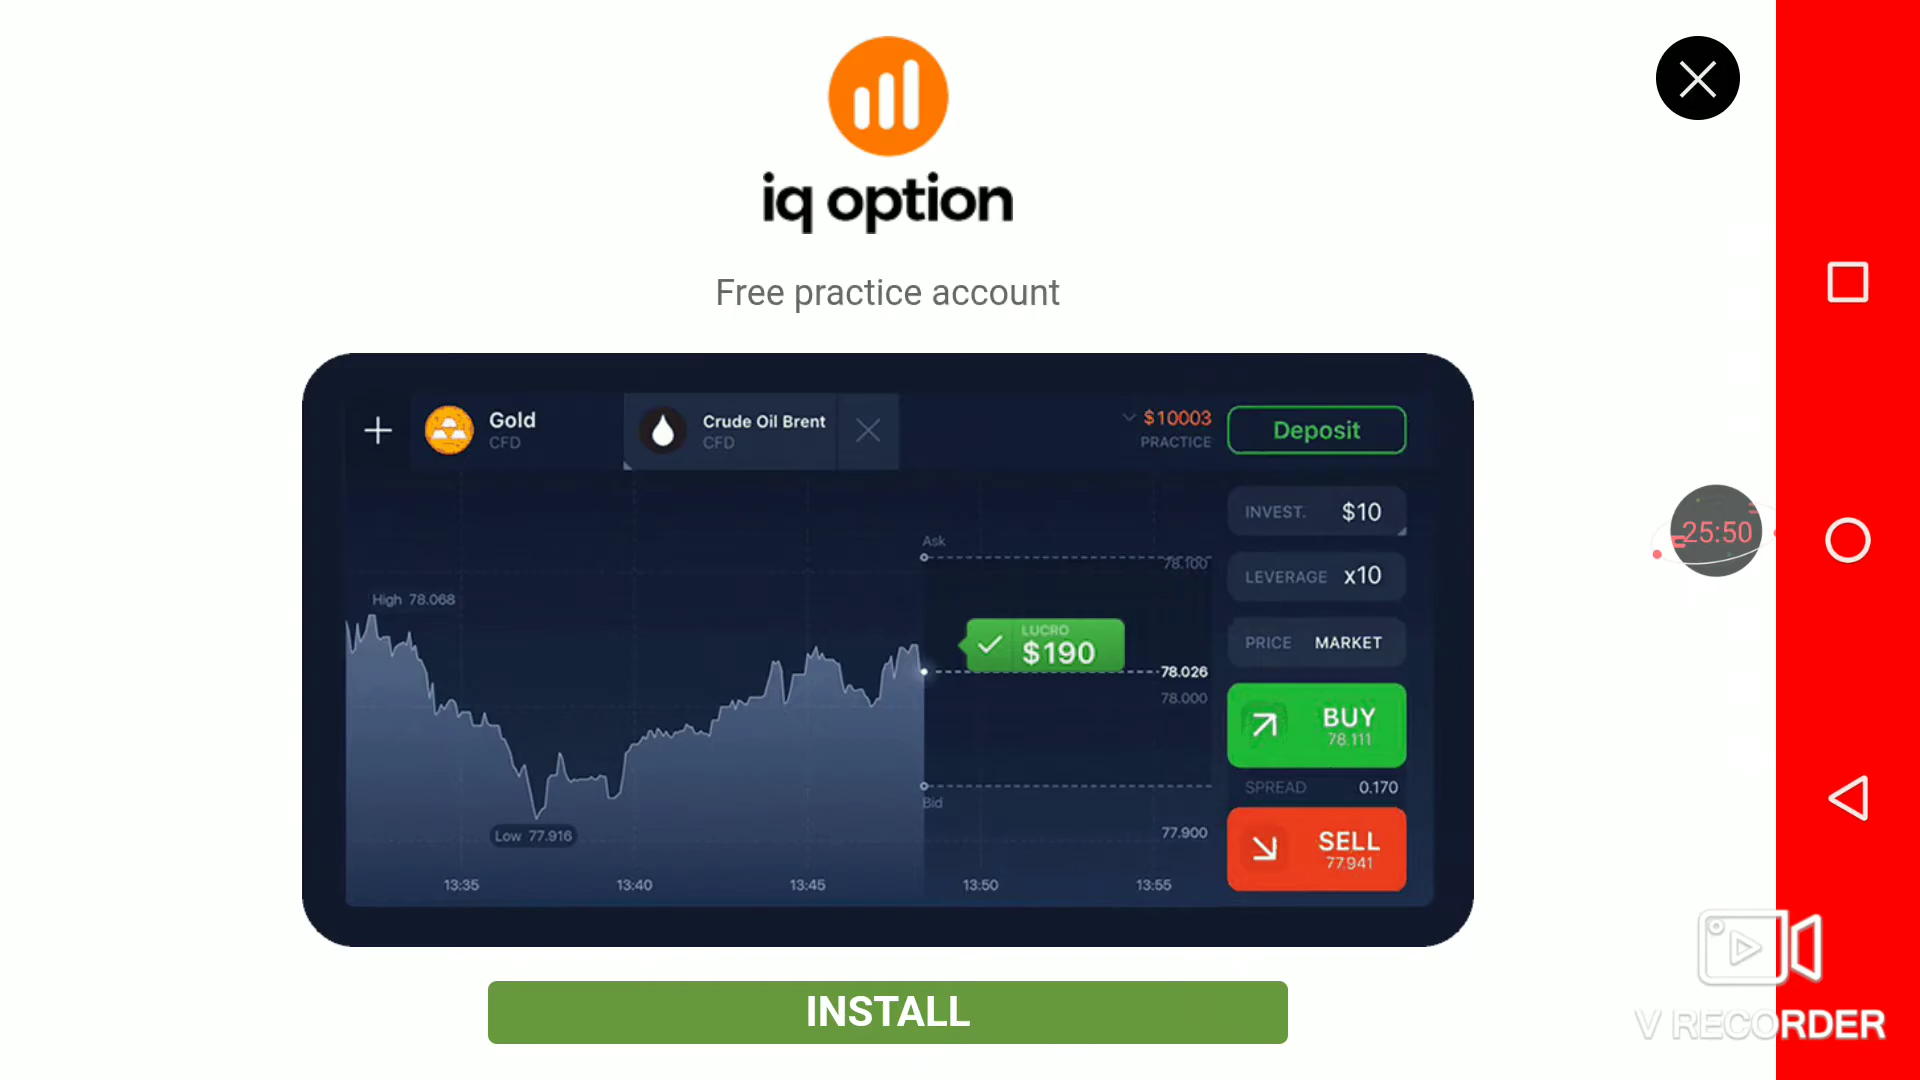 iq option
Free practice account
Gold
CFD
Crude Oil Brent
CFD
$10003
PRACTICE
Deposit
INVEST. $10
LEVERAGE x10
PRICE MARKET
BUY
78.111
SPREAD 0.170
SELL
77.941
Ask
78.100
High 78.068
LUCRO
$190
78.026
78.000
Bid
Low 77.916
77.900
13:35 13:40 13:45 13:50 13:55
25:50
INSTALL
V RECORDER